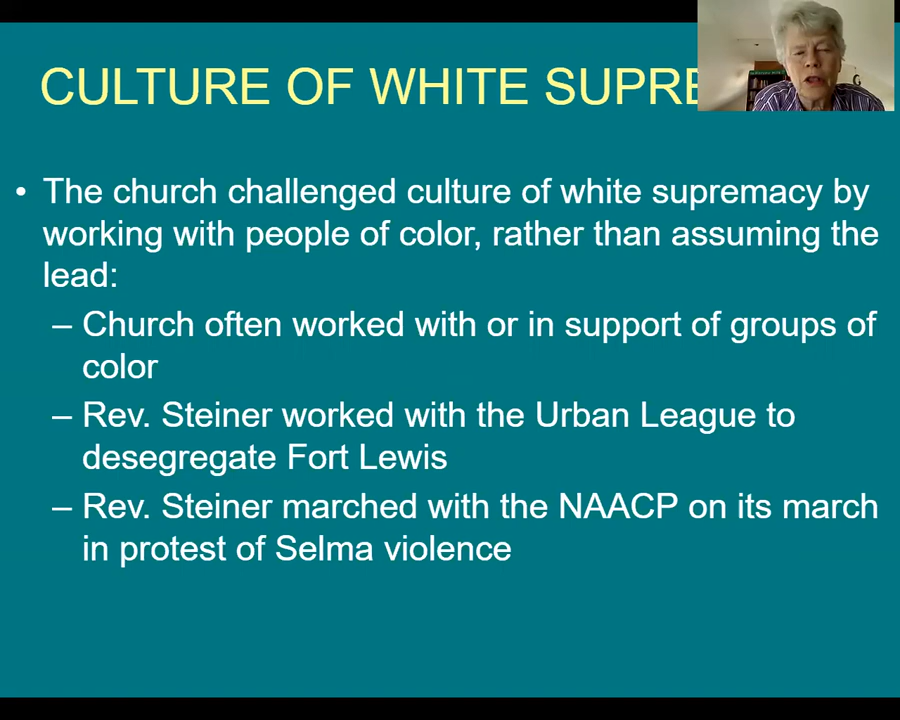 CULTURE OF WHITE SUPRE
• The church challenged culture of white supremacy by
working with people of color, rather than assuming the
lead:
– Church often worked with or in support of groups of
color
– Rev. Steiner worked with the Urban League to
desegregate Fort Lewis
– Rev. Steiner marched with the NAACP on its march
in protest of Selma violence